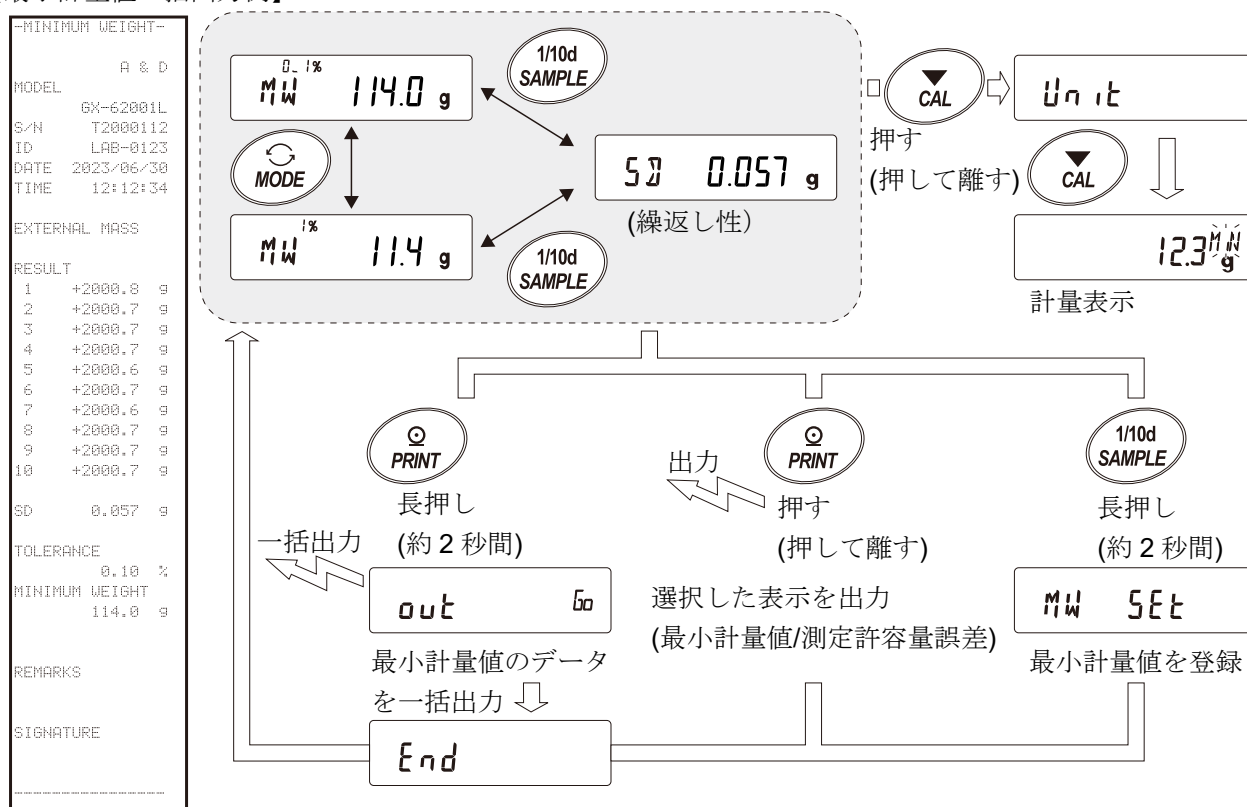 -MINIMUM WEIGHT-
A & D
MODEL
GX-62001L
S/N T2000112
ID LAB-0123
DATE 2023/06/30
TIME 12:12:34
EXTERNAL MASS
RESULT
1 +2000.8 g
2 +2000.7 g
3 +2000.7 g
4 +2000.7 g
5 +2000.6 g
6 +2000.7 g
7 +2000.6 g
8 +2000.7 g
9 +2000.7 g
10 +2000.7 g
SD 0.057 g
TOLERANCE
0.10 %
MINIMUM WEIGHT
114.0 g
REMARKS
SIGNATURE
0_1%
MW 114.0 g
1/10d
SAMPLE
MODE
1%
MW 11.4 g
1/10d
SAMPLE
SD 0.057 g
(繰返し性)
CAL
押す
(押して離す)
Unit
CAL
12.3 MW
g
計量表示
PRINT
長押し
(約 2 秒間)
一括出力
out Go
最小計量値のデータ
を一括出力
End
出力
PRINT
押す
(押して離す)
選択した表示を出力
(最小計量値/測定許容量誤差)
1/10d
SAMPLE
長押し
(約 2 秒間)
MW SEt
最小計量値を登録